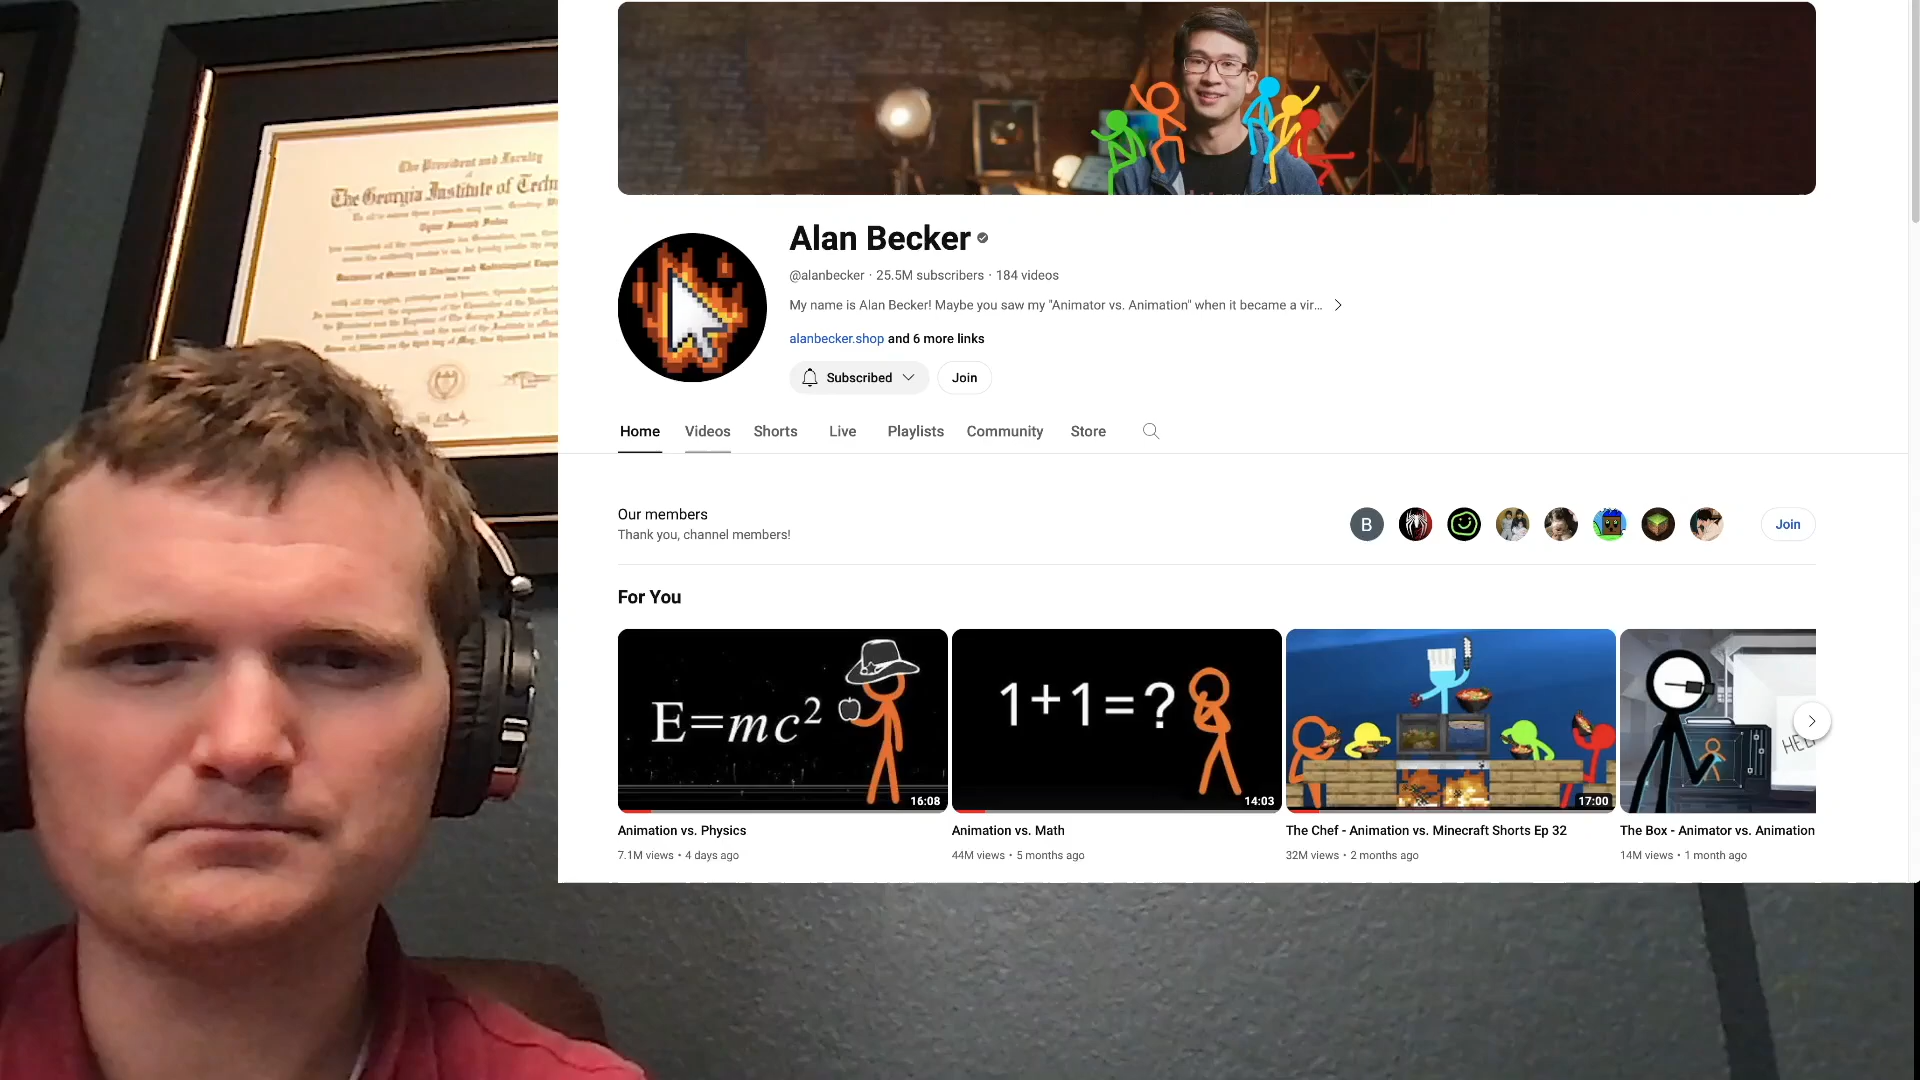 The President and Faculty
of
The Georgia Institute of Techn
Alan Becker
@alanbecker · 25.5M subscribers · 184 videos
My name is Alan Becker! Maybe you saw my "Animator vs. Animation" when it became a vir...
alanbecker.shop and 6 more links
Subscribed
Join
Home
Videos
Shorts
Live
Playlists
Community
Store
Our members
Thank you, channel members!
B
Join
For You
E=mc²
16:08
1+1=?
14:03
17:00
HEL
Animation vs. Physics
7.1M views • 4 days ago
Animation vs. Math
44M views • 5 months ago
The Chef - Animation vs. Minecraft Shorts Ep 32
32M views • 2 months ago
The Box - Animator vs. Animation
14M views • 1 month ago